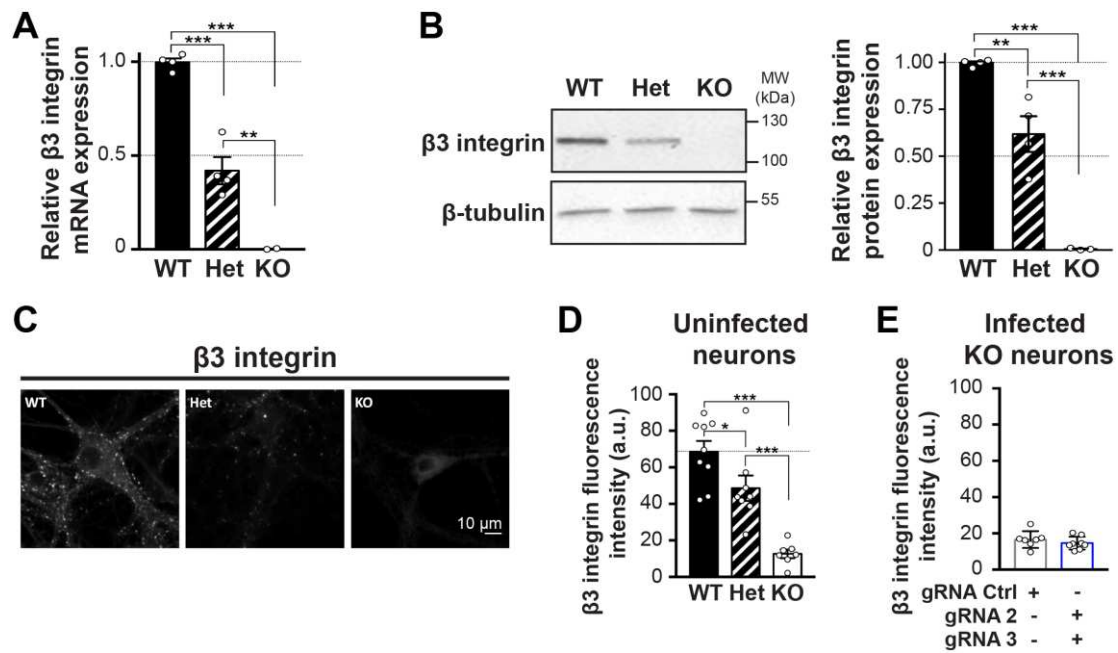 A
Relative β3 integrin
mRNA expression
1.0
0.5
0
***
***
**
WT Het KO
B
WT Het KO
MW
(kDa)
β3 integrin
130
100
β-tubulin
55
Relative β3 integrin
protein expression
1.00
0.75
0.50
0.25
0
***
**
***
WT Het KO
C
β3 integrin
WT
Het
KO
10 µm
D
Uninfected
neurons
β3 integrin fluorescence
intensity (a.u.)
100
80
60
40
20
0
***
*
***
WT Het KO
E
Infected
KO neurons
β3 integrin fluorescence
intensity (a.u.)
100
80
60
40
20
0
gRNA Ctrl + -
gRNA 2 - +
gRNA 3 - +